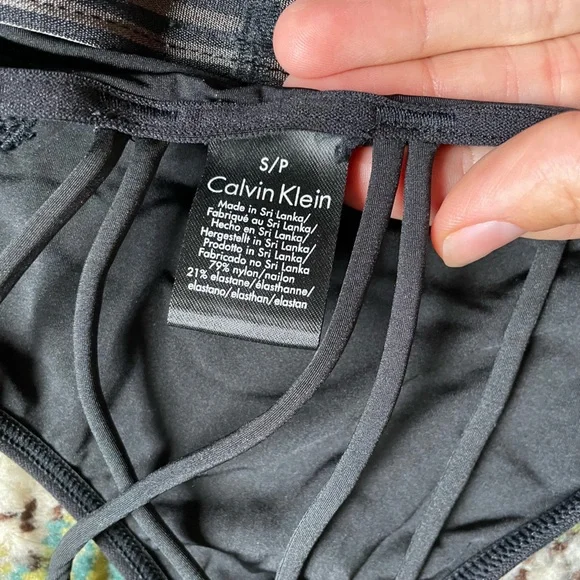 S/P
Calvin Klein
Made in Sri Lanka/
Fabriqué au Sri Lanka/
Hecho en Sri Lanka/
Hergestellt in Sri Lanka/
Prodotto in Sri Lanka/
Fabricado no Sri Lanka
79% nylon/nailon
21% elastane/élasthanne/
elastano/elasthan/elastan